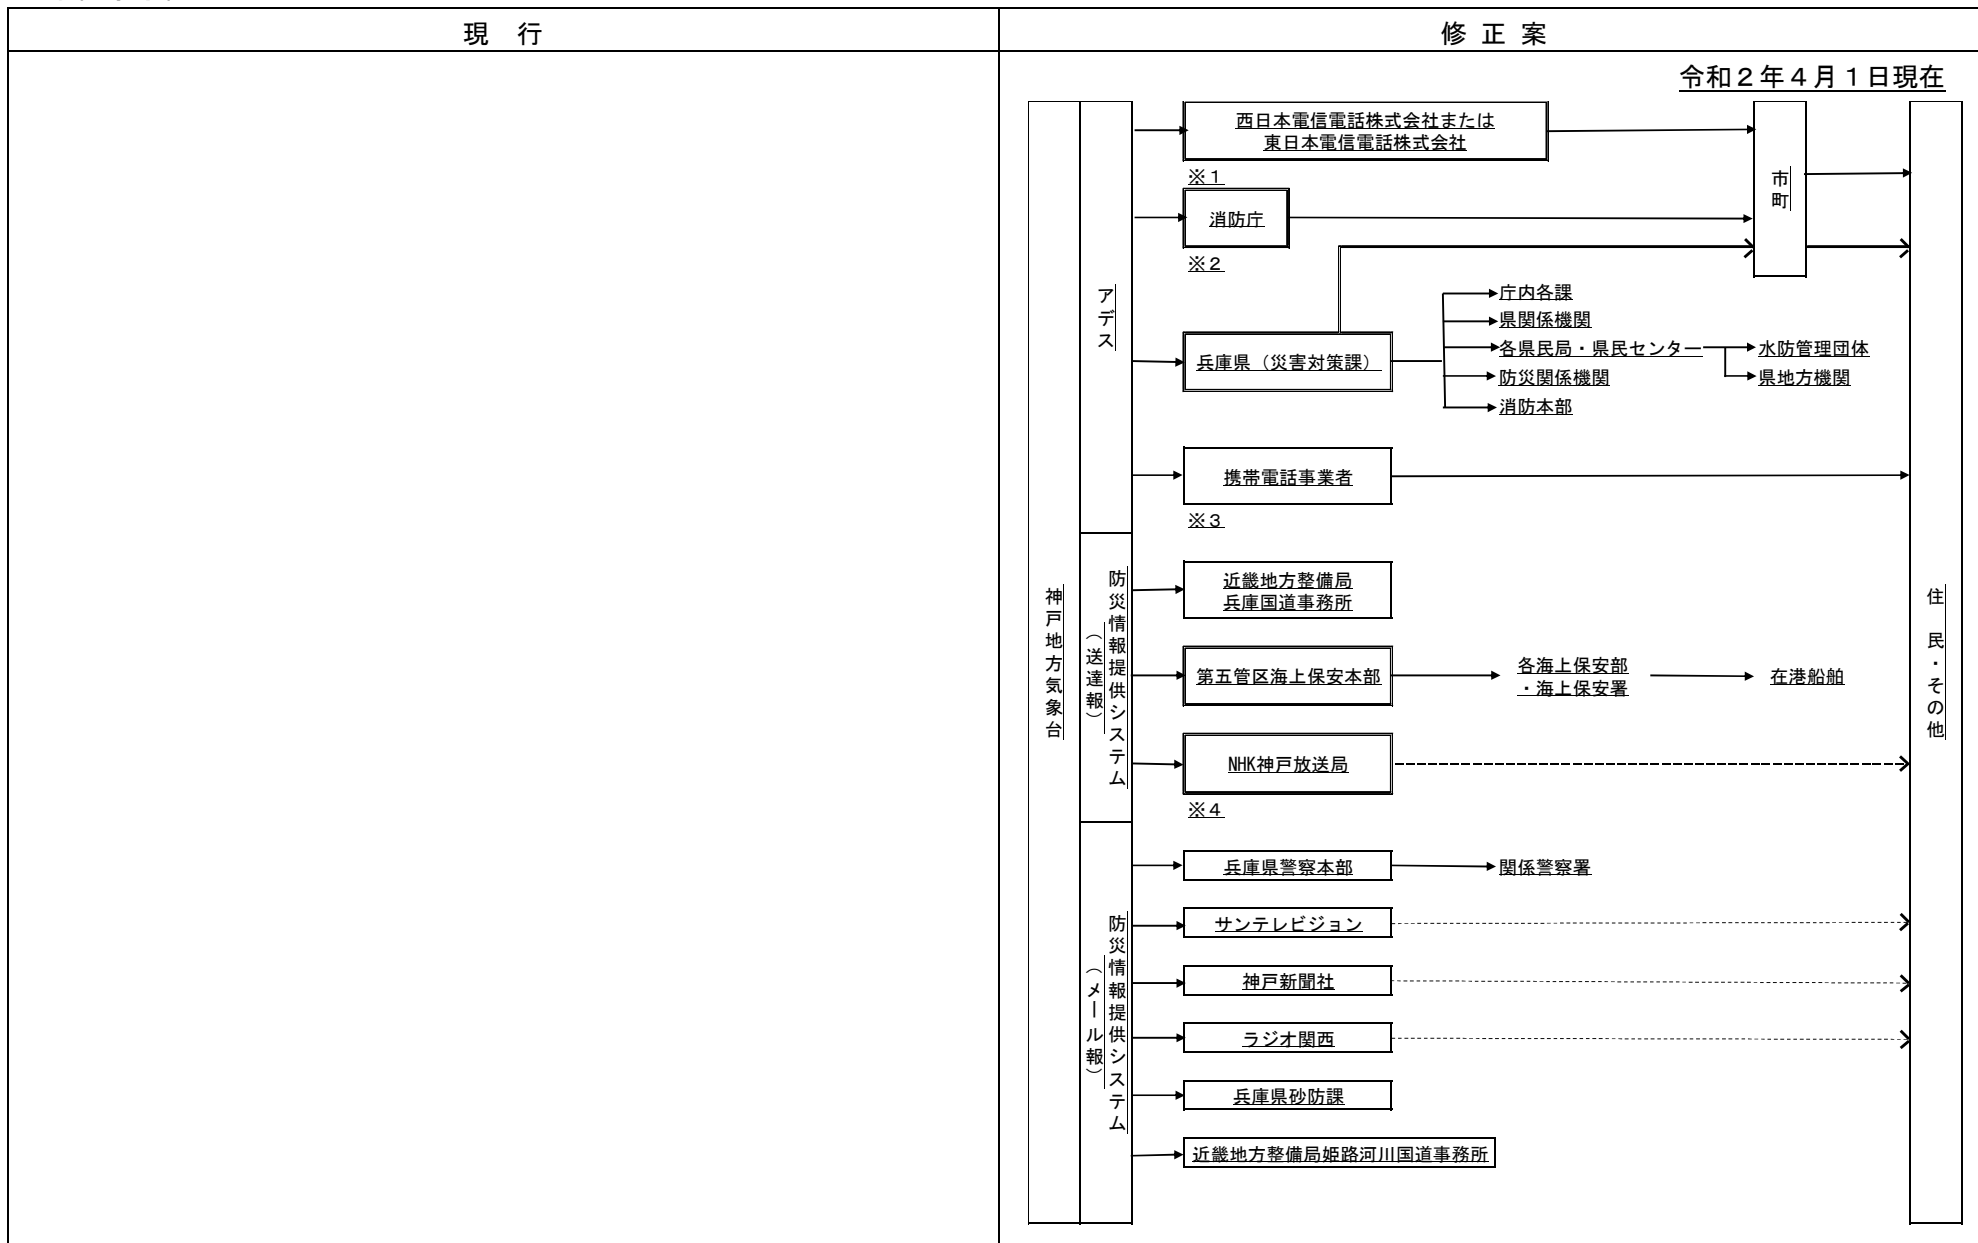 現　行
修 正 案
令和２年４月１日現在
神戸地方気象台
アデス
西日本電信電話株式会社または
東日本電信電話株式会社
※１
消防庁
※２
兵庫県（災害対策課）
庁内各課
県関係機関
各県民局・県民センター
水防管理団体
県地方機関
防災関係機関
消防本部
携帯電話事業者
※３
市町
住　民・その他
防災情報提供システム
（送達報）
近畿地方整備局
兵庫国道事務所
第五管区海上保安本部
各海上保安部
・海上保安署
在港船舶
NHK神戸放送局
※４
防災情報提供システム
（メール報）
兵庫県警察本部
関係警察署
サンテレビジョン
神戸新聞社
ラジオ関西
兵庫県砂防課
近畿地方整備局姫路河川国道事務所